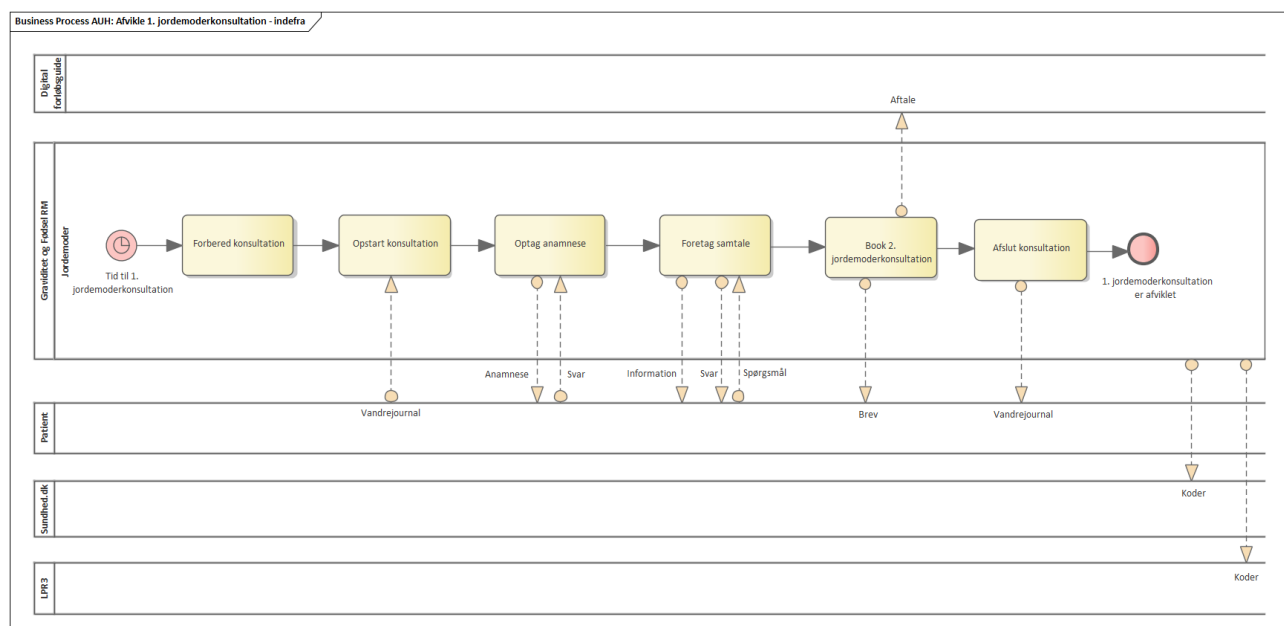 Business Process AUH: Afvikle 1. jordemoderkonsultation - indefra
Digital
forløbsguide
Aftale
Graviditet og Fødsel RM
Jordemoder
Tid til 1.
jordemoderkonsultation
Forbered konsultation
Opstart konsultation
Optag anamnese
Foretag samtale
Book 2.
jordemoderkonsultation
Afslut konsultation
1. jordemoderkonsultation
er afviklet
Anamnese
Svar
Information
Svar
Spørgsmål
Patient
Vandrejournal
Brev
Vandrejournal
Sundhed.dk
Koder
LPR3
Koder